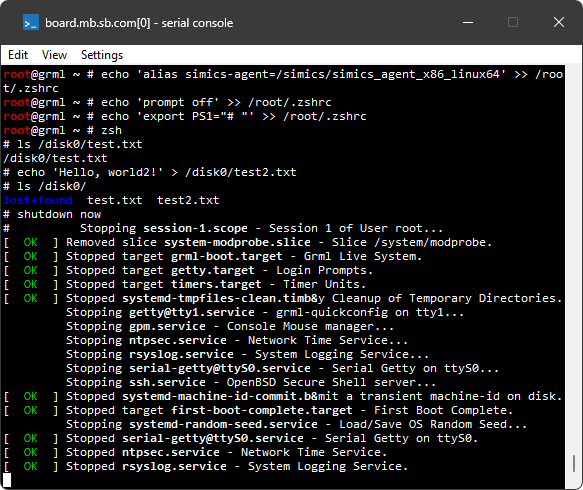 board.mb.sb.com[0] - serial console
Edit View Settings
root@grml ~ # echo 'alias simics-agent=/simics/simics_agent_x86_linux64' >> /roo
t/.zshrc
root@grml ~ # echo 'prompt off' >> /root/.zshrc
root@grml ~ # echo 'export PS1="# "' >> /root/.zshrc
root@grml ~ # zsh
# ls /disk0/test.txt
/disk0/test.txt
# echo 'Hello, world2!' > /disk0/test2.txt
# ls /disk0/
lost+found  test.txt  test2.txt
# shutdown now
#          Stopping session-1.scope - Session 1 of User root...
[  OK  ] Removed slice system-modprobe.slice - Slice /system/modprobe.
[  OK  ] Stopped target grml-boot.target - Grml Live System.
[  OK  ] Stopped target getty.target - Login Prompts.
[  OK  ] Stopped target timers.target - Timer Units.
[  OK  ] Stopped systemd-tmpfiles-clean.timb&y Cleanup of Temporary Directories.
         Stopping getty@tty1.service - grml-quickconfig on tty1...
         Stopping gpm.service - Console Mouse manager...
         Stopping ntpsec.service - Network Time Service...
         Stopping rsyslog.service - System Logging Service...
         Stopping serial-getty@ttyS0.service - Serial Getty on ttyS0...
         Stopping ssh.service - OpenBSD Secure Shell server...
[  OK  ] Stopped systemd-machine-id-commit.b&mit a transient machine-id on disk.
[  OK  ] Stopped target first-boot-complete.target - First Boot Complete.
         Stopping systemd-random-seed.service - Load/Save OS Random Seed...
[  OK  ] Stopped serial-getty@ttyS0.service - Serial Getty on ttyS0.
[  OK  ] Stopped ntpsec.service - Network Time Service.
[  OK  ] Stopped rsyslog.service - System Logging Service.